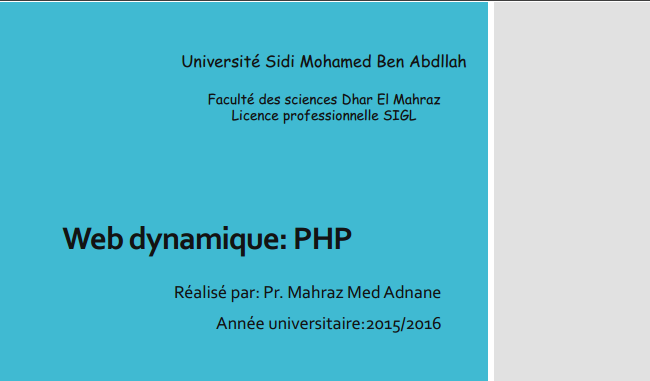 Université Sidi Mohamed Ben Abdllah
Faculté des sciences Dhar El Mahraz
Licence professionnelle SIGL
Web dynamique: PHP
Réalisé par: Pr. Mahraz Med Adnane
Année universitaire:2015/2016